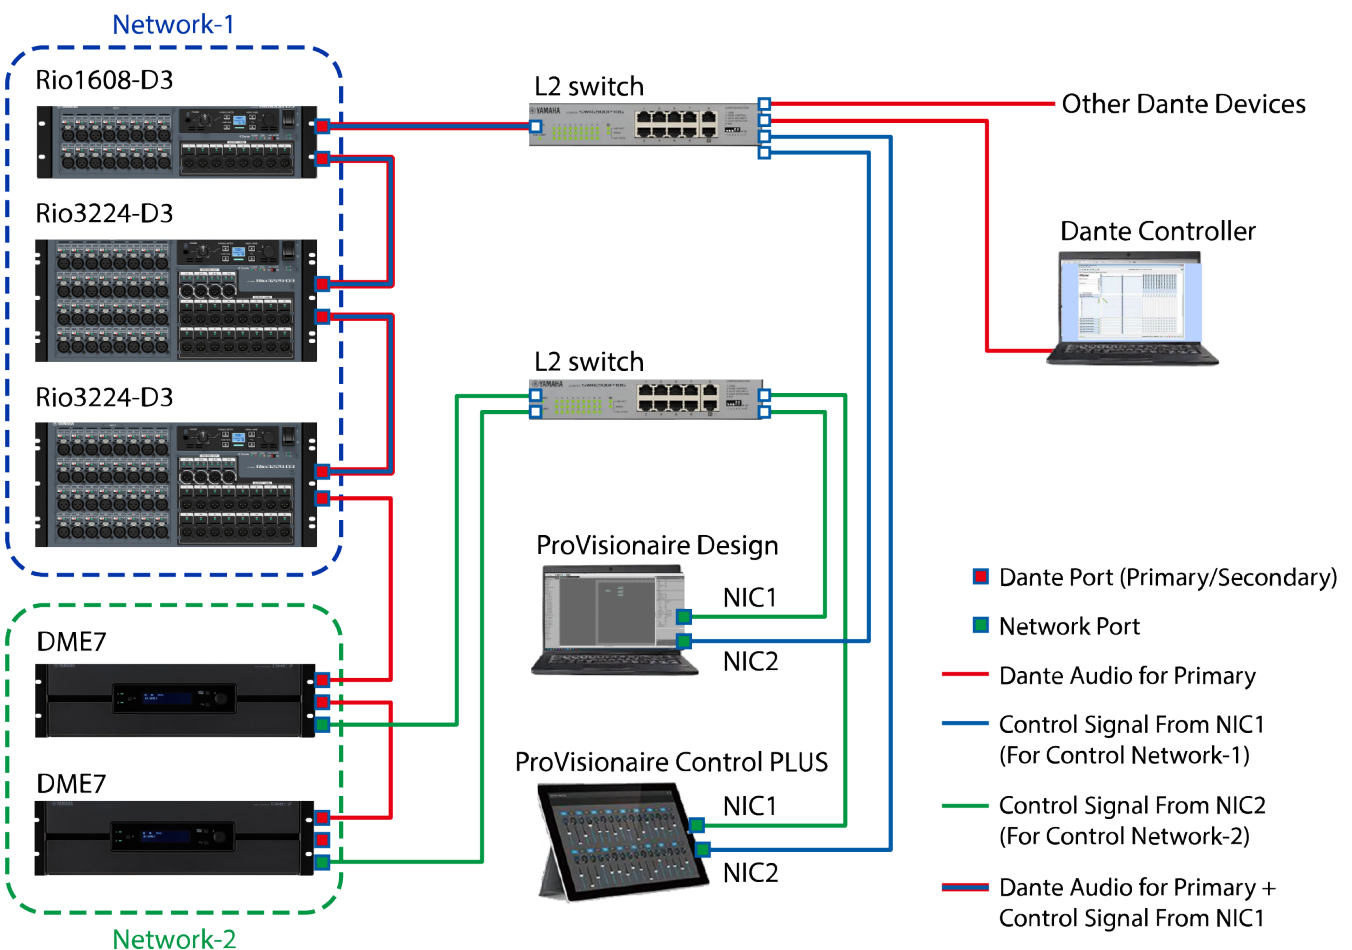 Network-1
Rio1608-D3
Rio3224-D3
Rio3224-D3
DME7
DME7
Network-2
L2 switch
YAMAHA
L2 switch
YAMAHA
Other Dante Devices
Dante Controller
ProVisionaire Design
NIC1
NIC2
ProVisionaire Control PLUS
NIC1
NIC2
Dante Port (Primary/Secondary)
Network Port
Dante Audio for Primary
Control Signal From NIC1
(For Control Network-1)
Control Signal From NIC2
(For Control Network-2)
Dante Audio for Primary +
Control Signal From NIC1